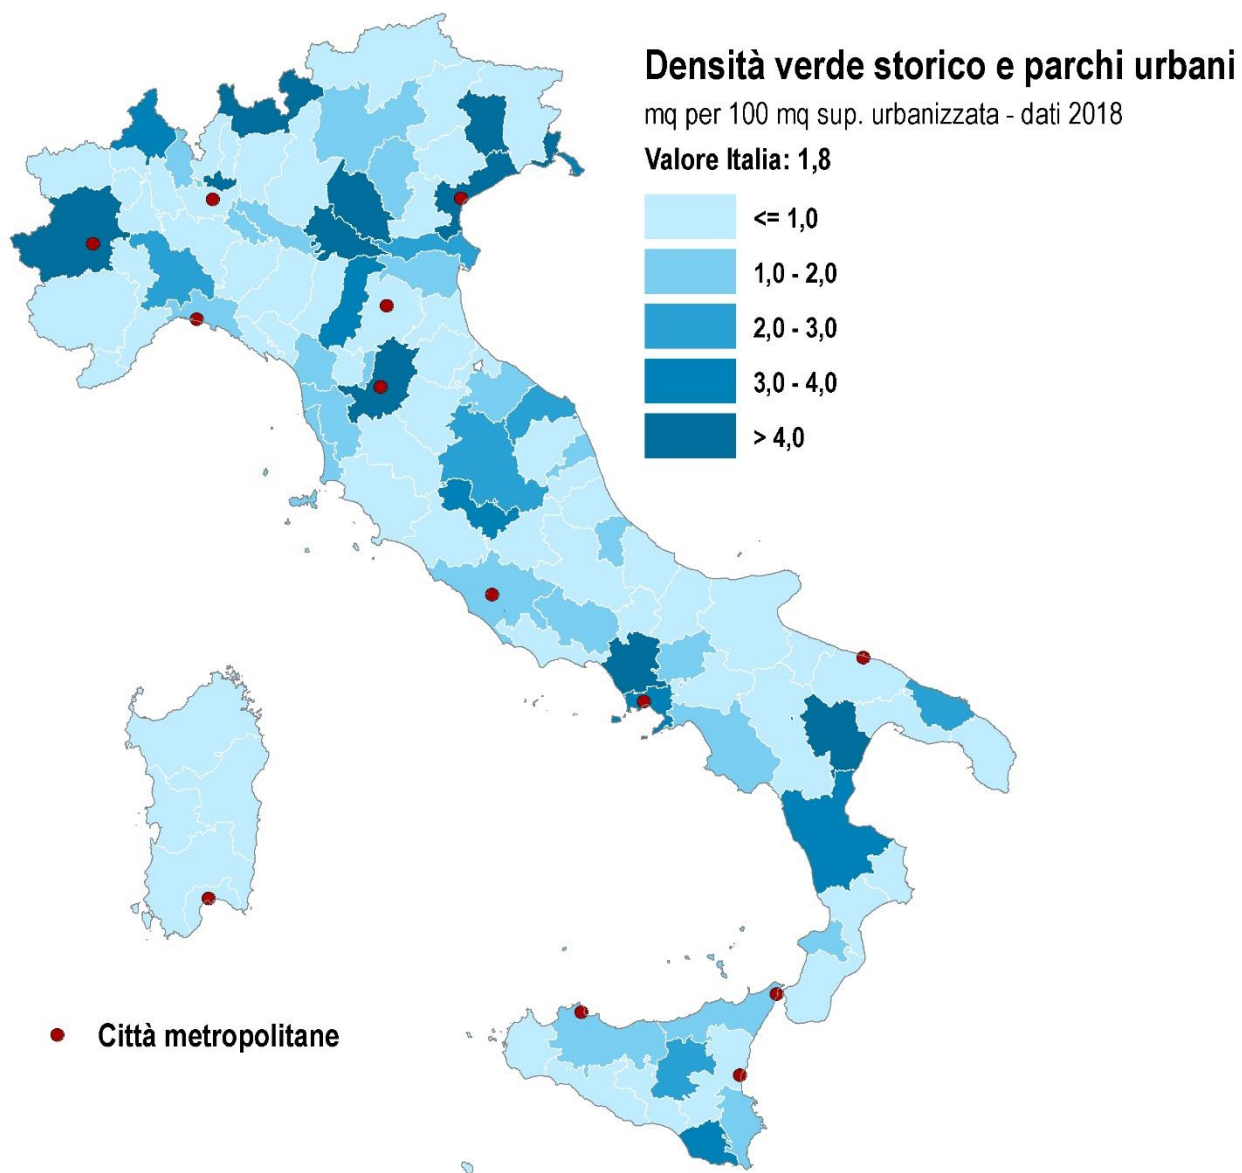 Densità verde storico e parchi urbani
mq per 100 mq sup. urbanizzata - dati 2018
Valore Italia: 1,8
<= 1,0
1,0 - 2,0
2,0 - 3,0
3,0 - 4,0
> 4,0
Città metropolitane